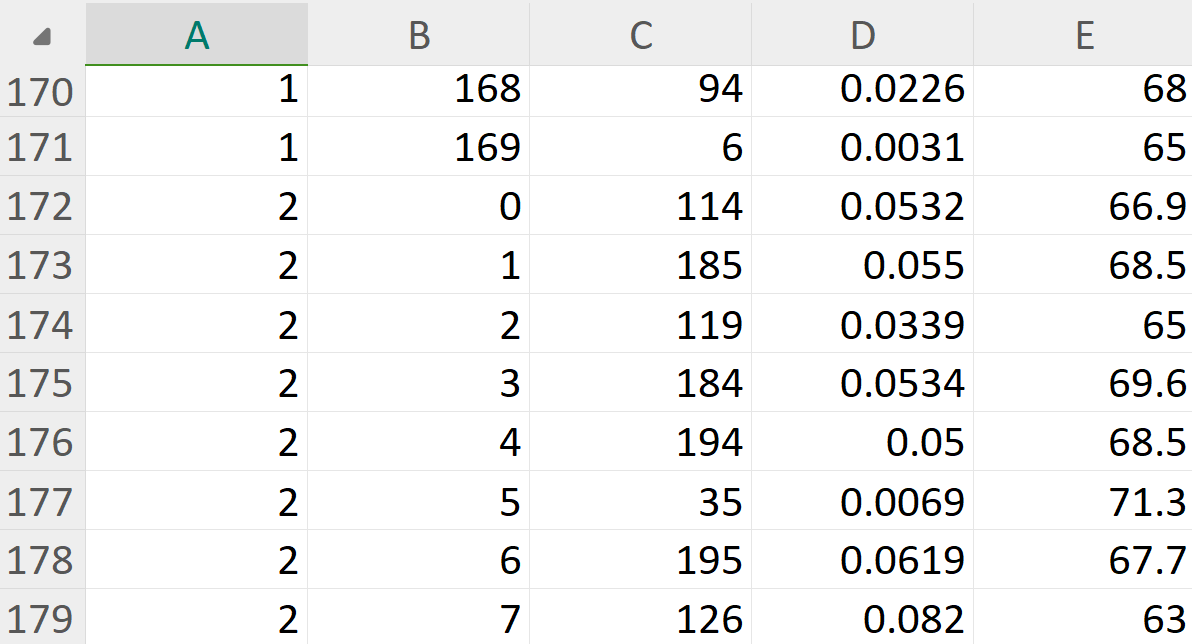 A B C D E
170 1 168 94 0.0226 68
171 1 169 6 0.0031 65
172 2 0 114 0.0532 66.9
173 2 1 185 0.055 68.5
174 2 2 119 0.0339 65
175 2 3 184 0.0534 69.6
176 2 4 194 0.05 68.5
177 2 5 35 0.0069 71.3
178 2 6 195 0.0619 67.7
179 2 7 126 0.082 63